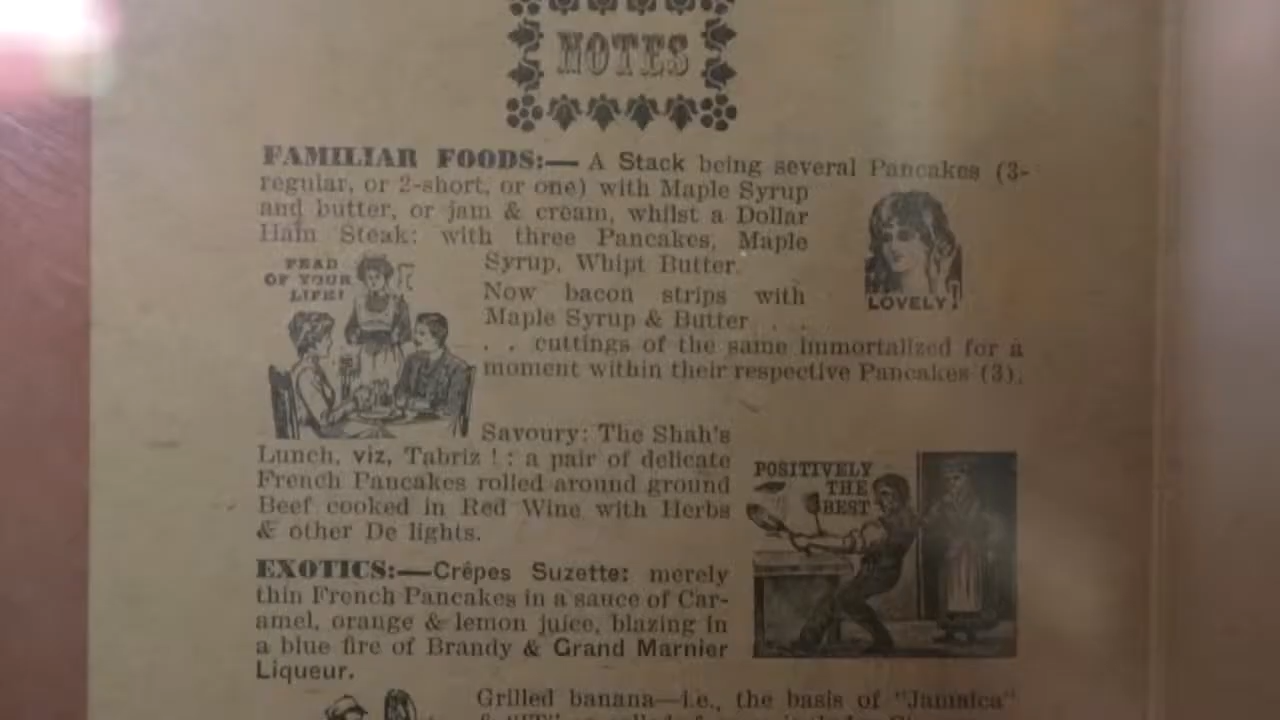 NOTES
FAMILIAR FOODS:— A Stack being several Pancakes (3-
regular, or 2-short, or one) with Maple Syrup
and butter, or jam & cream, whilst a Dollar
Ham Steak: with three Pancakes, Maple
Syrup, Whipt Butter.
LOVELY!
FEAD
OF YOUR
LIFE!
Now bacon strips with
Maple Syrup & Butter . .
. . cuttings of the same immortalized for a
moment within their respective Pancakes (3).
Savoury: The Shah's
Lunch, viz, Tabriz ! : a pair of delicate
French Pancakes rolled around ground
Beef cooked in Red Wine with Herbs
& other De lights.
POSITIVELY
THE
BEST
EXOTICS:—Crêpes Suzette: merely
thin French Pancakes in a sauce of Car-
amel, orange & lemon juice, blazing in
a blue fire of Brandy & Grand Marnier
Liqueur.
Grilled banana—i.e., the basis of "Jamaica"